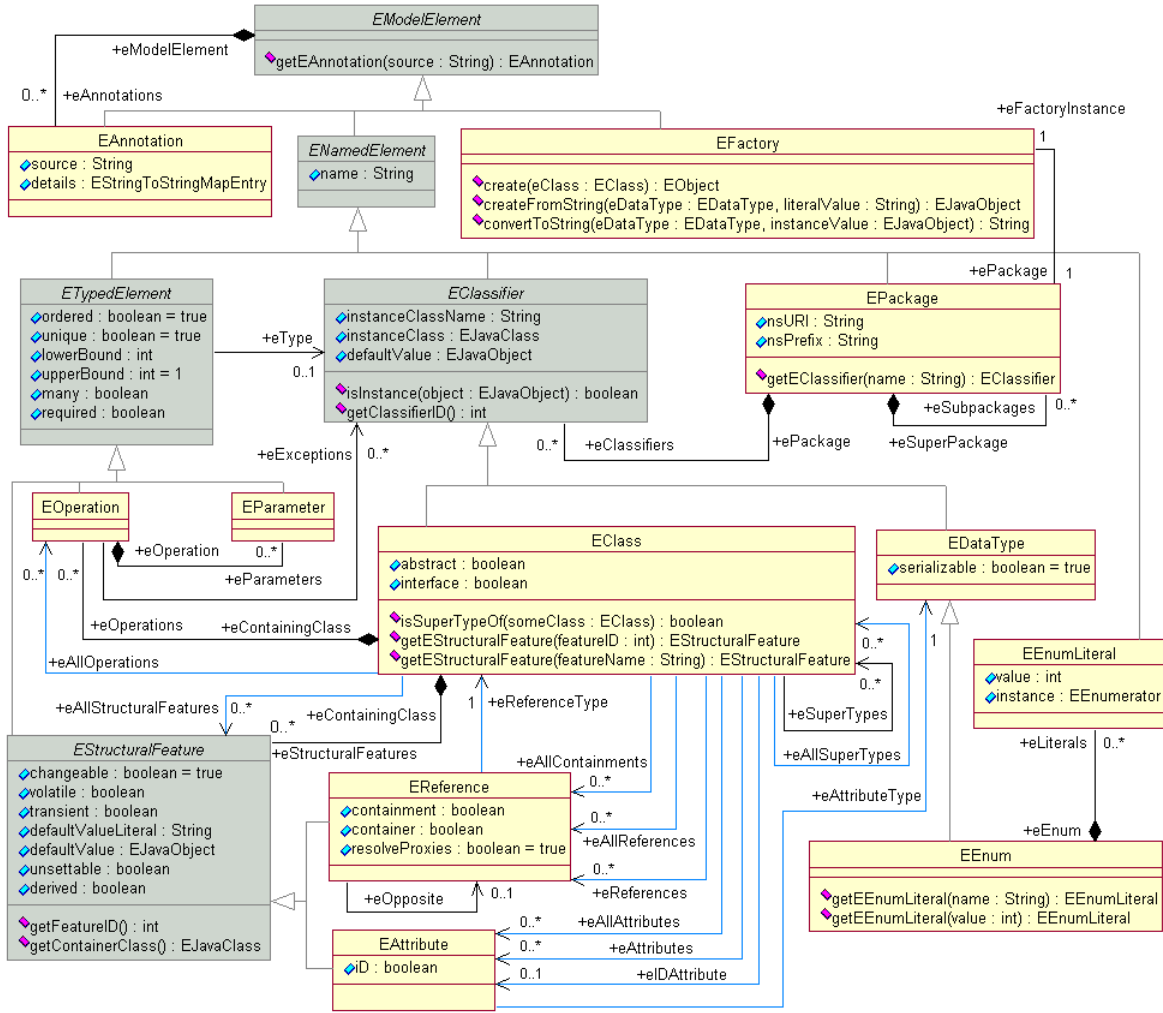 EModelElement
getEAnnotation(source : String) : EAnnotation
+eModelElement
0..*
+eAnnotations
+eFactoryInstance
1
EAnnotation
source : String
details : EStringToStringMapEntry
ENamedElement
name : String
EFactory
create(eClass : EClass) : EObject
createFromString(eDataType : EDataType, literalValue : String) : EJavaObject
convertToString(eDataType : EDataType, instanceValue : EJavaObject) : String
+ePackage
1
ETypedElement
ordered : boolean = true
unique : boolean = true
lowerBound : int
upperBound : int = 1
many : boolean
required : boolean
+eType
0..1
EClassifier
instanceClassName : String
instanceClass : EJavaClass
defaultValue : EJavaObject
isInstance(object : EJavaObject) : boolean
getClassifierID() : int
EPackage
nsURI : String
nsPrefix : String
getEClassifier(name : String) : EClassifier
+eSubpackages
0..*
+eSuperPackage
+ePackage
0..*
+eClassifiers
+eExceptions
0..*
EOperation
EParameter
+eOperation
0..*
+eParameters
0..*
0..*
+eOperations
+eContainingClass
+eAllOperations
EClass
abstract : boolean
interface : boolean
isSuperTypeOf(someClass : EClass) : boolean
getEStructuralFeature(featureID : int) : EStructuralFeature
getEStructuralFeature(featureName : String) : EStructuralFeature
EDataType
serializable : boolean = true
1
0..*
0..*
+eSuperTypes
+eAllSuperTypes
EEnumLiteral
value : int
instance : EEnumerator
+eLiterals
0..*
+eAllStructuralFeatures
0..*
+eContainingClass
0..*
+eStructuralFeatures
1
+eReferenceType
+eAllContainments
0..*
0..*
+eAllReferences
0..*
+eReferences
+eAttributeType
EStructuralFeature
changeable : boolean = true
volatile : boolean
transient : boolean
defaultValueLiteral : String
defaultValue : EJavaObject
unsettable : boolean
derived : boolean
getFeatureID() : int
getContainerClass() : EJavaClass
EReference
containment : boolean
container : boolean
resolveProxies : boolean = true
+eOpposite
0..1
+eEnum
EEnum
getEEnumLiteral(name : String) : EEnumLiteral
getEEnumLiteral(value : int) : EEnumLiteral
EAttribute
iD : boolean
0..*
+eAllAttributes
0..*
+eAttributes
0..1
+eIDAttribute